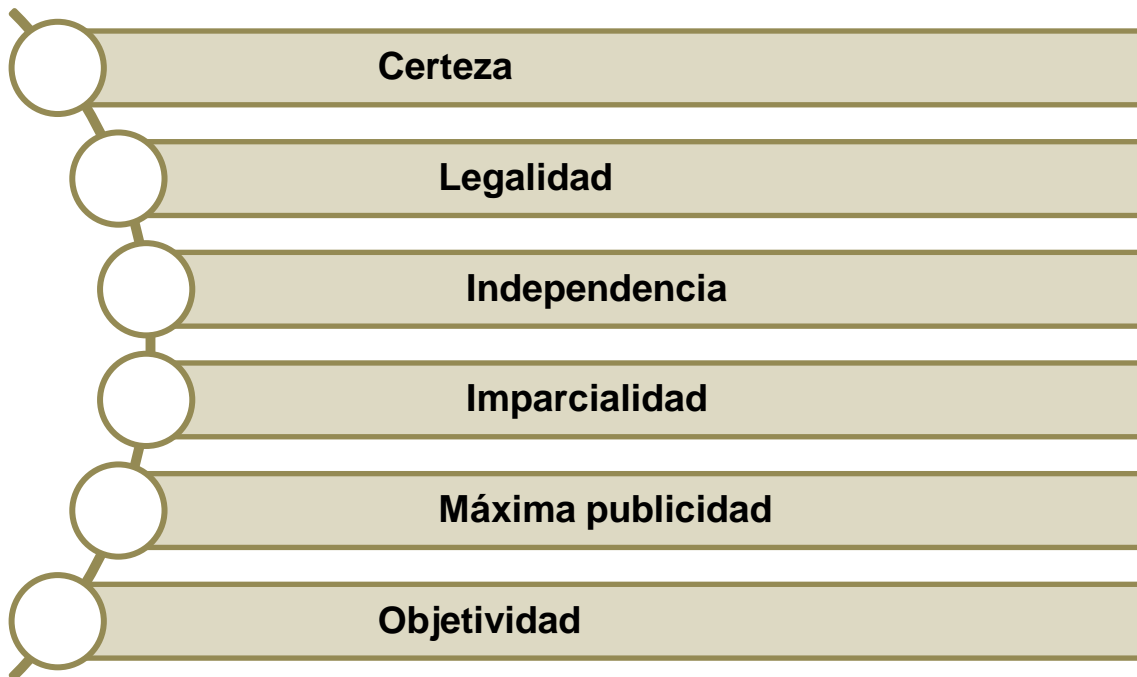 Certeza
Legalidad
Independencia
Imparcialidad
Máxima publicidad
Objetividad